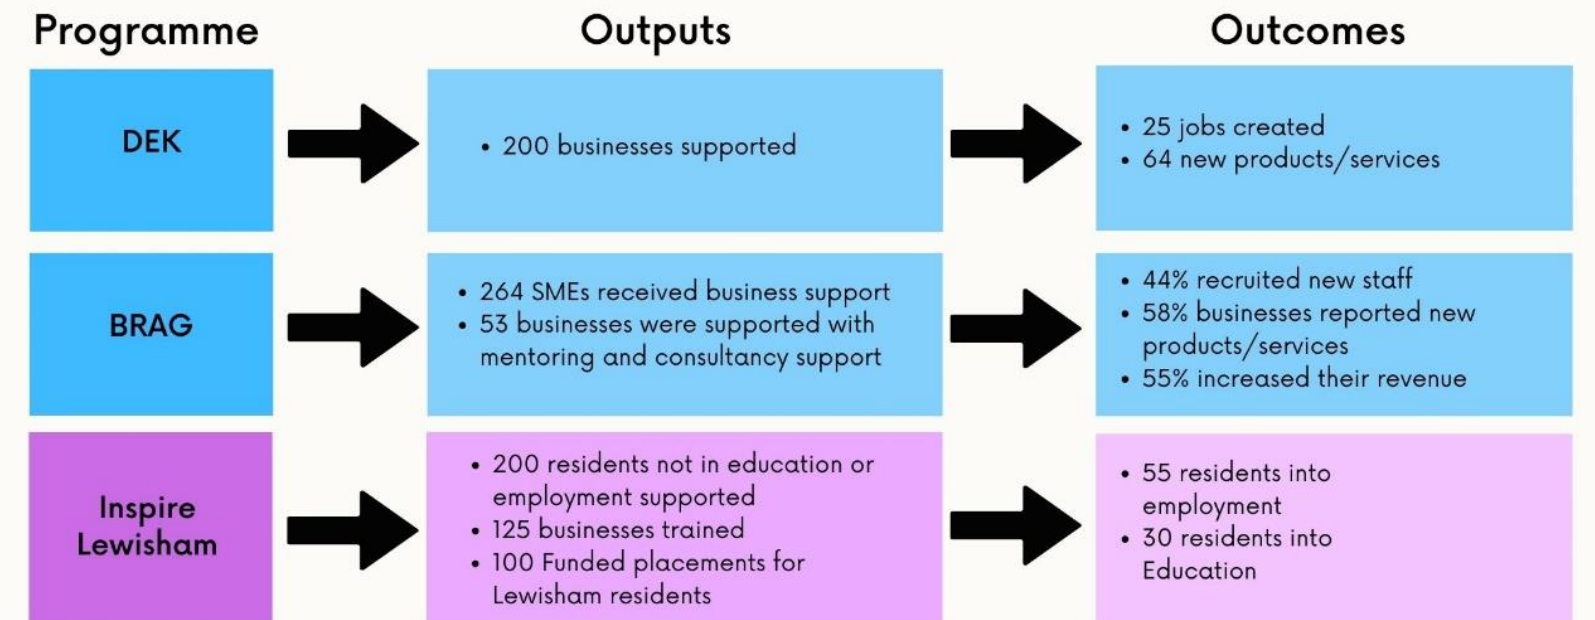 Programme
Outputs
Outcomes
DEK
• 200 businesses supported
• 25 jobs created
• 64 new products/services
BRAG
• 264 SMEs received business support
• 53 businesses were supported with
mentoring and consultancy support
• 44% recruited new staff
• 58% businesses reported new
products/services
• 55% increased their revenue
Inspire
Lewisham
• 200 residents not in education or
employment supported
• 125 businesses trained
• 100 Funded placements for
Lewisham residents
• 55 residents into
employment
• 30 residents into
Education